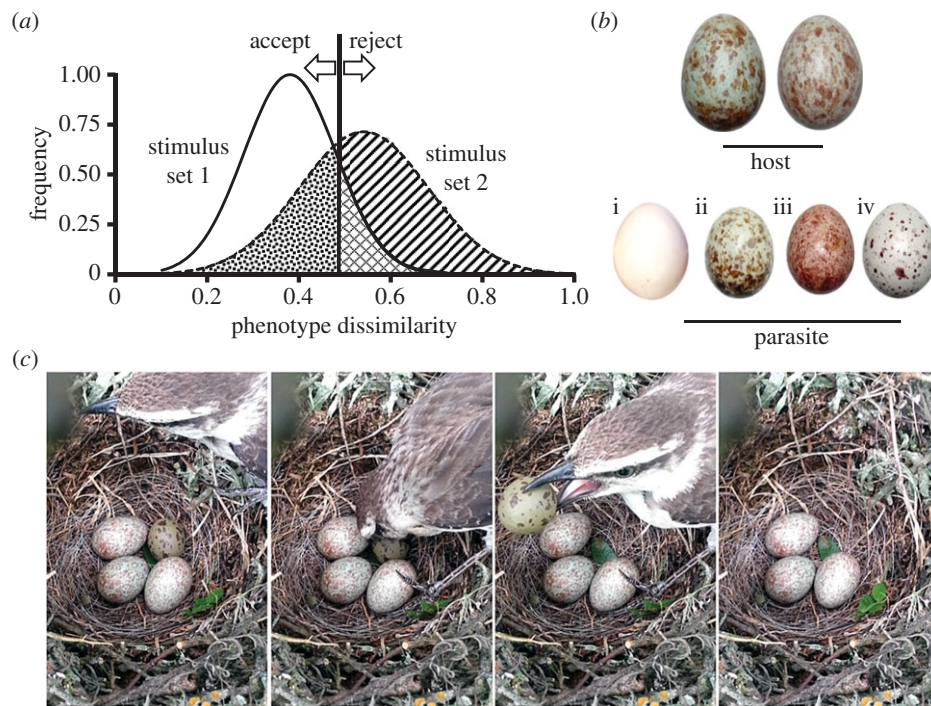 (a)
accept
reject
1.00
0.75
0.50
0.25
0
frequency
stimulus
set 1
stimulus
set 2
0
0.2
0.4
0.6
0.8
1.0
phenotype dissimilarity
(b)
host
i
ii
iii
iv
parasite
(c)